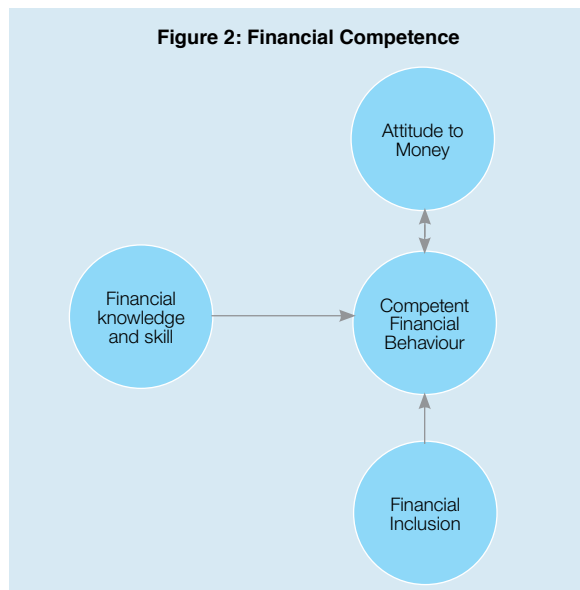 Figure 2: Financial Competence
Attitude to
Money
Financial
knowledge
and skill
Competent
Financial
Behaviour
Financial
Inclusion